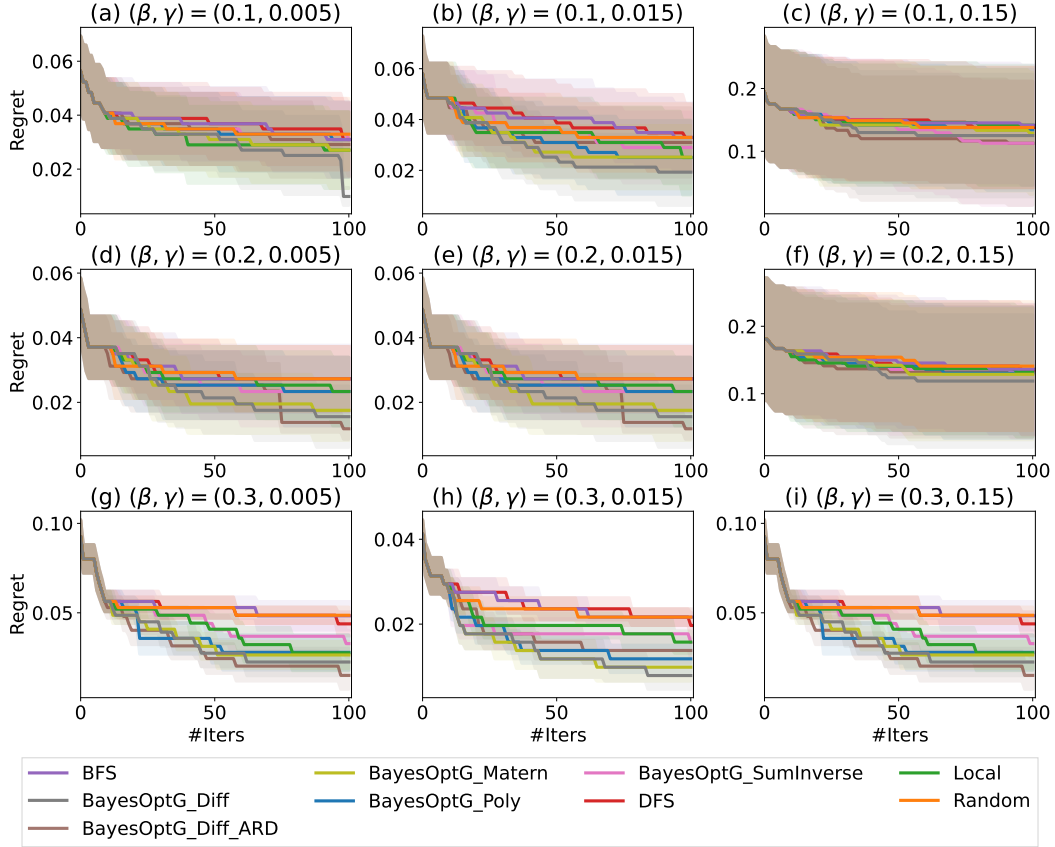 (a) (β, γ) = (0.1, 0.005)
(b) (β, γ) = (0.1, 0.015)
(c) (β, γ) = (0.1, 0.15)
Regret
0.06
0.04
0.02
0 50 100
0.06
0.04
0.02
0 50 100
0.2
0.1
0 50 100
(d) (β, γ) = (0.2, 0.005)
(e) (β, γ) = (0.2, 0.015)
(f) (β, γ) = (0.2, 0.15)
Regret
0.06
0.04
0.02
0 50 100
0.06
0.04
0.02
0 50 100
0.2
0.1
0 50 100
(g) (β, γ) = (0.3, 0.005)
(h) (β, γ) = (0.3, 0.015)
(i) (β, γ) = (0.3, 0.15)
Regret
0.10
0.05
0 50 100
#Iters
0.04
0.02
0 50 100
#Iters
0.10
0.05
0 50 100
#Iters
BFS
BayesOptG_Diff
BayesOptG_Diff_ARD
BayesOptG_Matern
BayesOptG_Poly
BayesOptG_SumInverse
DFS
Local
Random